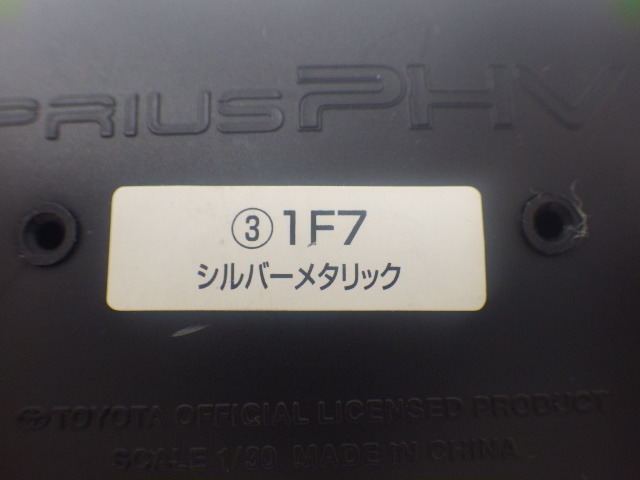 PRIUS PHV
③1F7
シルバーメタリック
TOYOTA OFFICIAL LICENSED PRODUCT
SCALE 1/30 MADE IN CHINA